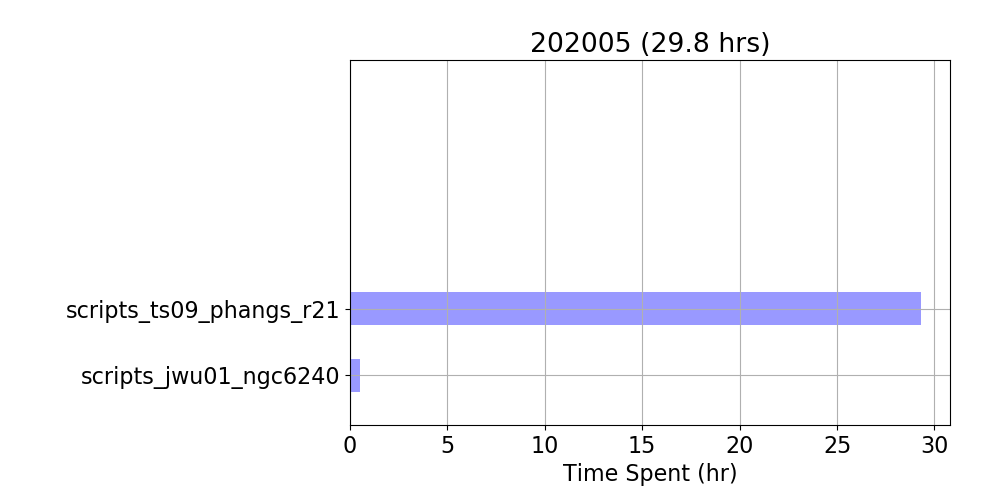 202005 (29.8 hrs)
scripts_ts09_phangs_r21
scripts_jwu01_ngc6240
0 5 10 15 20 25 30
Time Spent (hr)